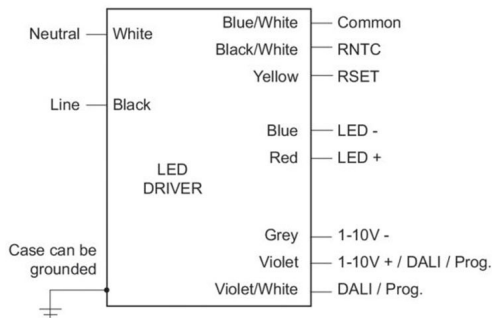 Neutral White
Line Black
LED
DRIVER
Case can be
grounded
Blue/White Common
Black/White RNTC
Yellow RSET
Blue LED -
Red LED +
Grey 1-10V -
Violet 1-10V + / DALI / Prog.
Violet/White DALI / Prog.